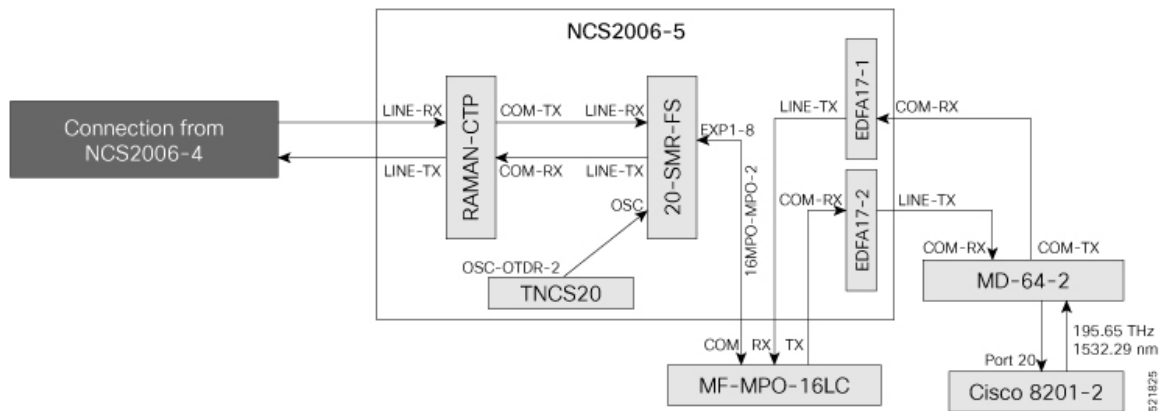 NCS2006-5
Connection from
NCS2006-4
LINE-RX
LINE-TX
RAMAN-CTP
COM-TX
COM-RX
LINE-RX
LINE-TX
OSC
20-SMR-FS
EXP1-8
16MPO-MPO-2
OSC-OTDR-2
TNCS20
LINE-TX
EDFA17-1
COM-RX
COM-RX
EDFA17-2
LINE-TX
COM-RX
COM-TX
MD-64-2
195.65 THz
1532.29 nm
Port 20
Cisco 8201-2
COM
RX
TX
MF-MPO-16LC
521825